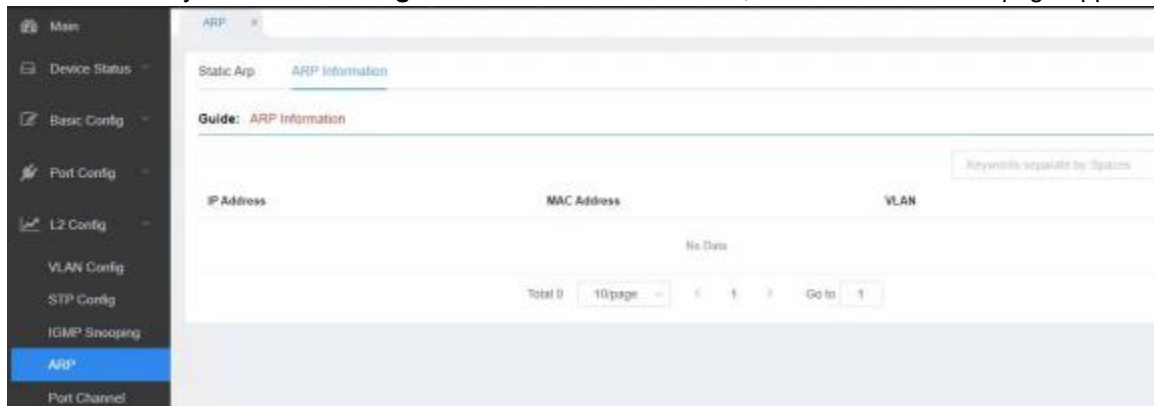 Main
Device Status
Basic Config
Port Config
L2 Config
VLAN Config
STP Config
IGMP Snooping
ARP
Port Channel
ARP ×
Static Arp ARP Information
Guide: ARP Information
Keywords separate by Spaces
IP Address MAC Address VLAN
No Data
Total 0 10/page < 1 > Go to 1